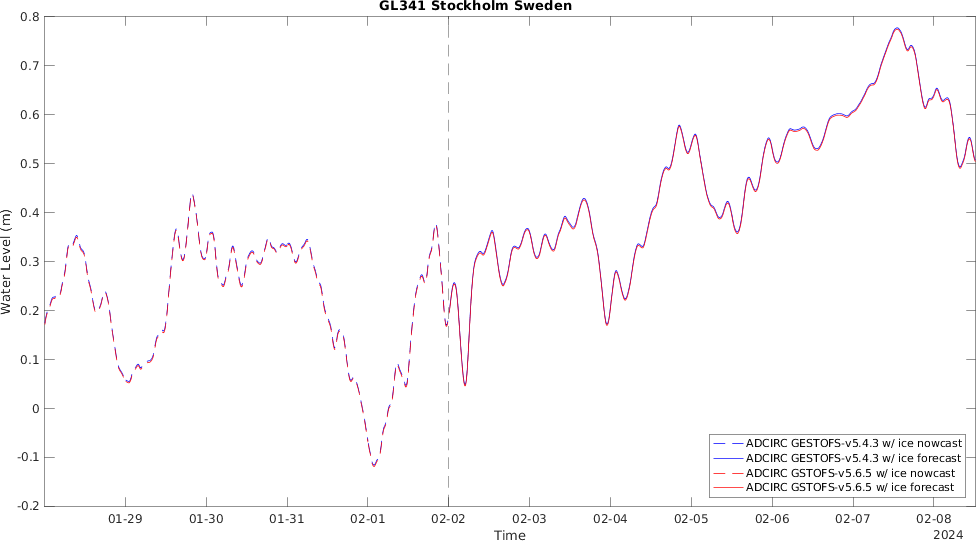 GL341 Stockholm Sweden
0.8
0.7
0.6
0.5
0.4
0.3
0.2
0.1
0
-0.1
-0.2
Water Level (m)
ADCIRC GESTOFS-v5.4.3 w/ ice nowcast
ADCIRC GESTOFS-v5.4.3 w/ ice forecast
ADCIRC GSTOFS-v5.6.5 w/ ice nowcast
ADCIRC GSTOFS-v5.6.5 w/ ice forecast
01-29 01-30 01-31 02-01 02-02 02-03 02-04 02-05 02-06 02-07 02-08
Time 2024